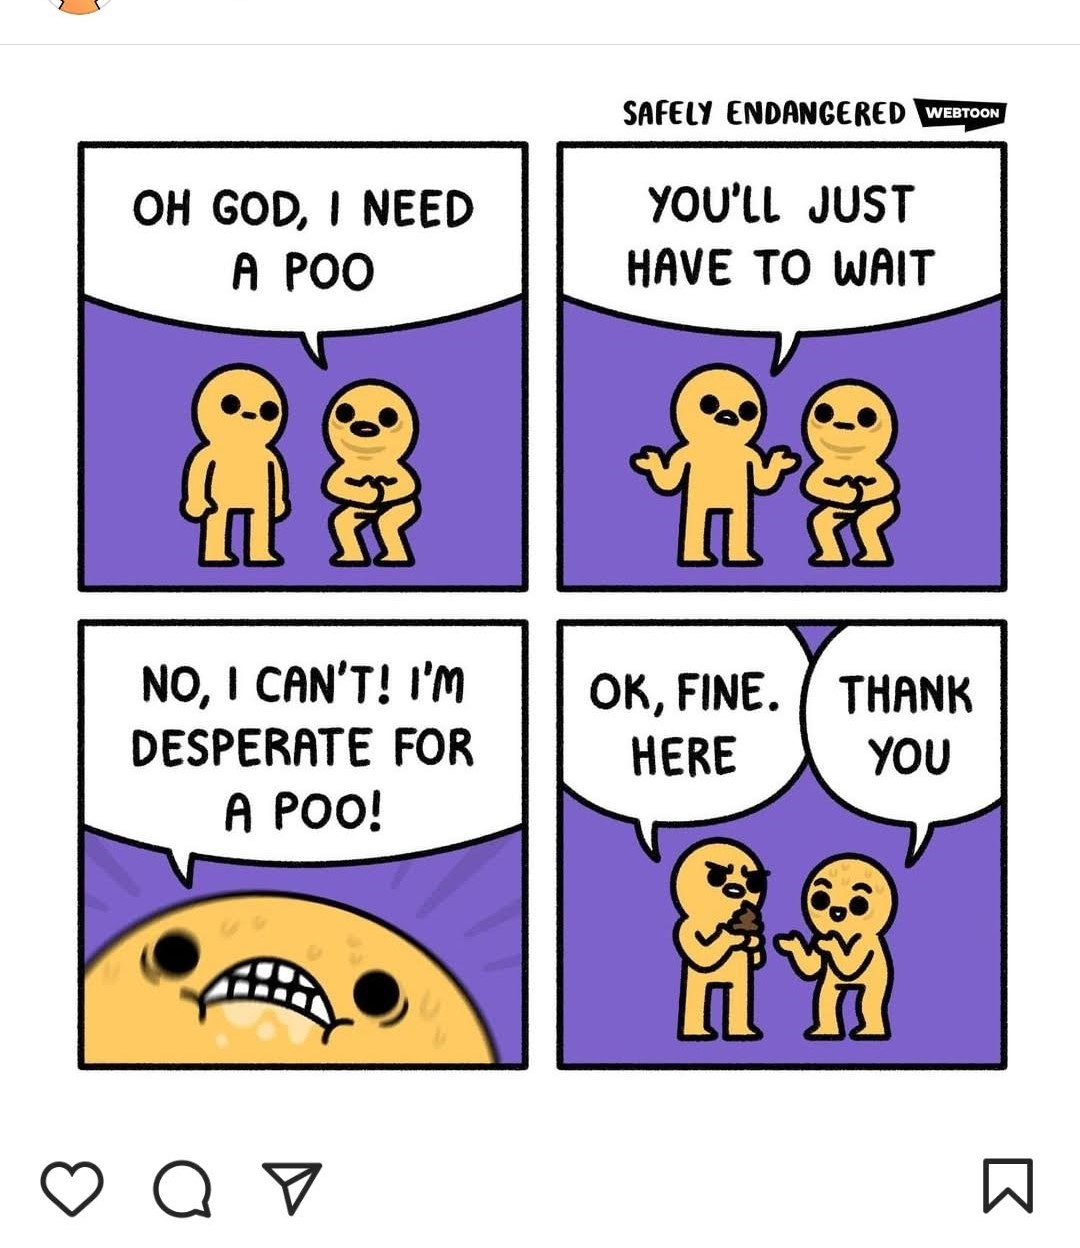 SAFELY ENDANGERED WEBTOON
OH GOD, I NEED
A POO
YOU'LL JUST
HAVE TO WAIT
NO, I CAN'T! I'M
DESPERATE FOR
A POO!
OK, FINE.
HERE
THANK
YOU